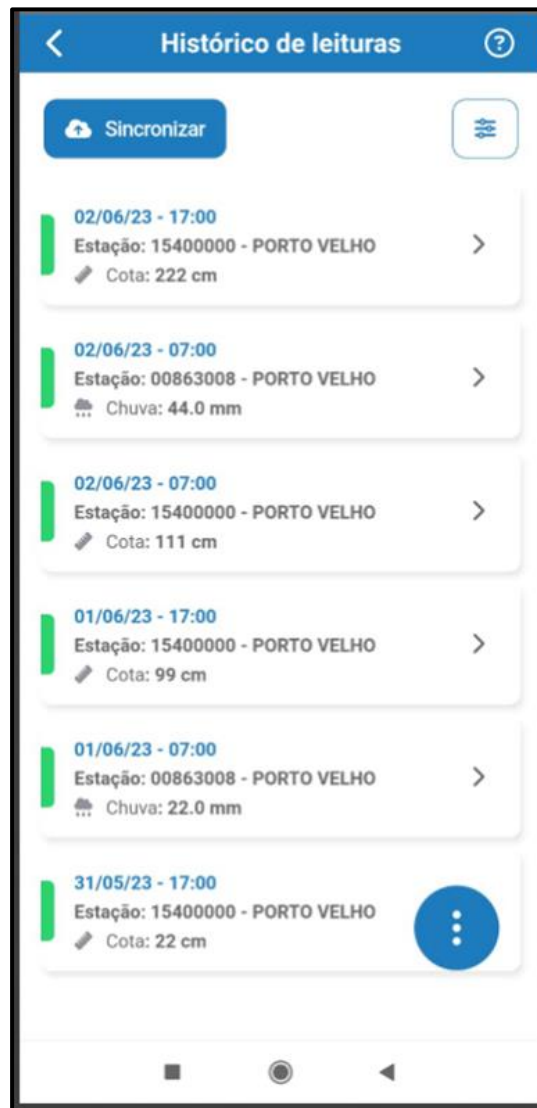 Histórico de leituras
Sincronizar
02/06/23 - 17:00
Estação: 15400000 - PORTO VELHO
Cota: 222 cm
02/06/23 - 07:00
Estação: 00863008 - PORTO VELHO
Chuva: 44.0 mm
02/06/23 - 07:00
Estação: 15400000 - PORTO VELHO
Cota: 111 cm
01/06/23 - 17:00
Estação: 15400000 - PORTO VELHO
Cota: 99 cm
01/06/23 - 07:00
Estação: 00863008 - PORTO VELHO
Chuva: 22.0 mm
31/05/23 - 17:00
Estação: 15400000 - PORTO VELHO
Cota: 22 cm